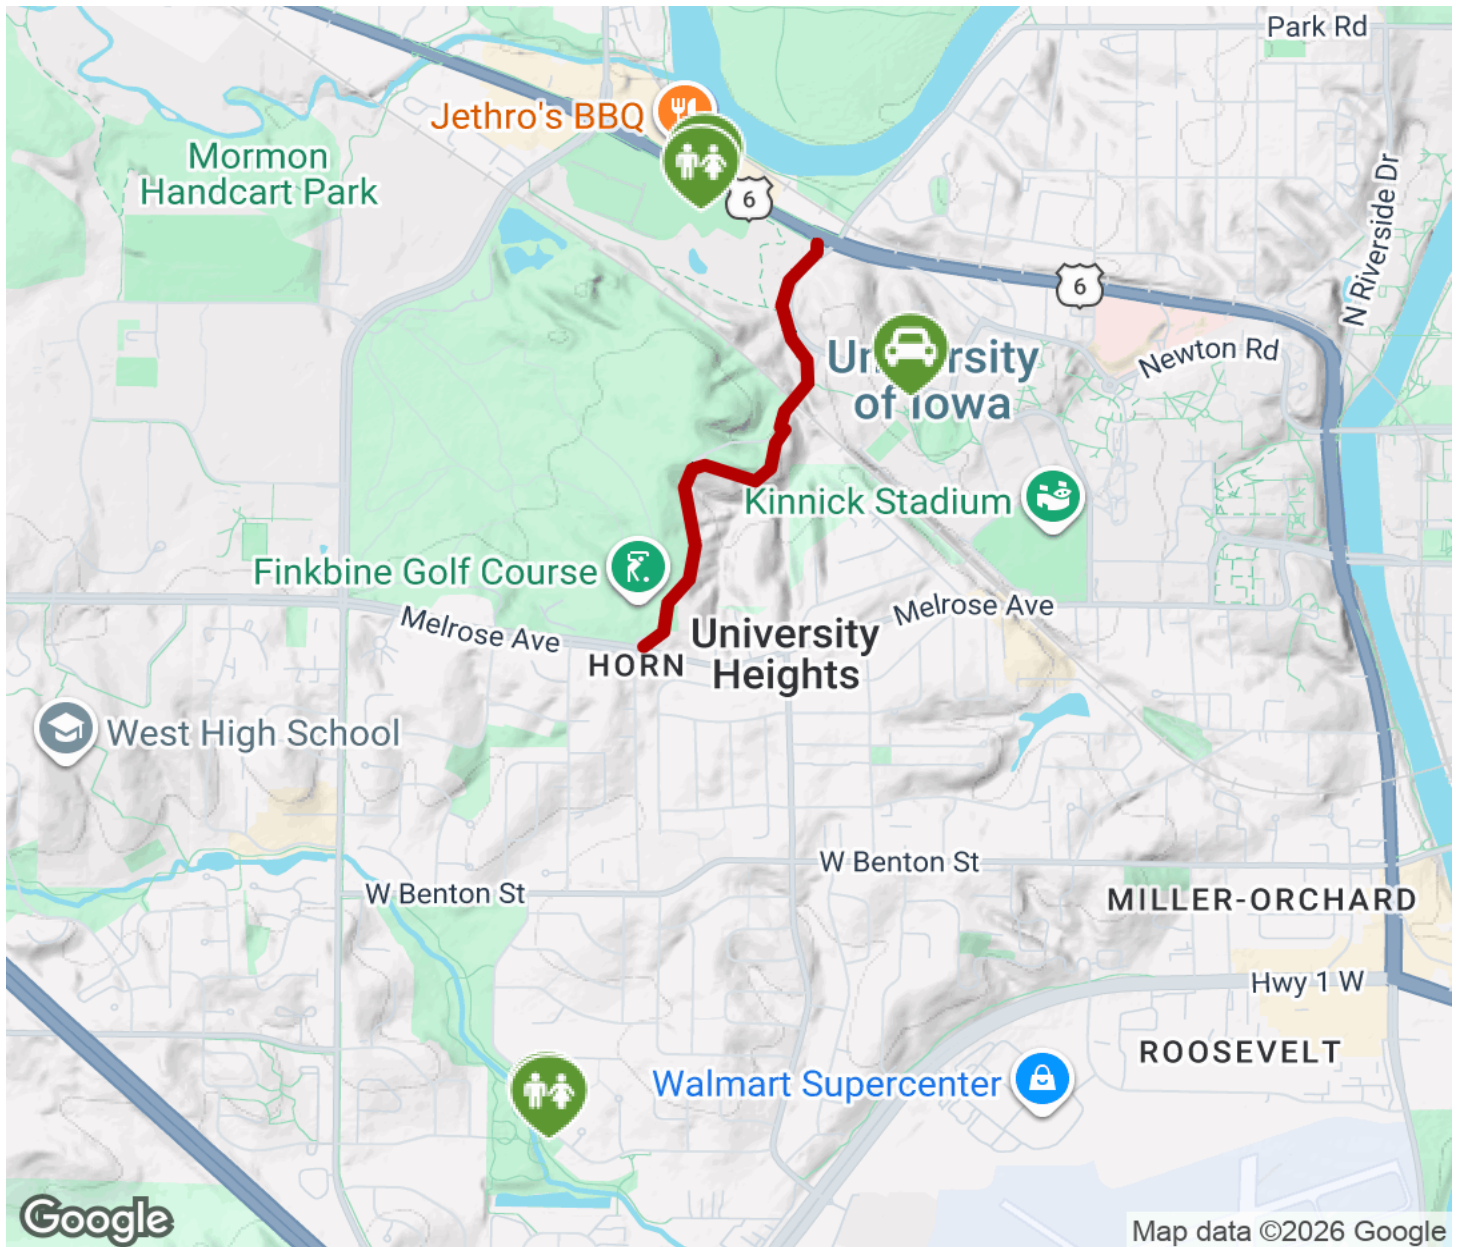 Park Rd
Jethro's BBQ
Mormon
Handcart Park
6
N Riverside Dr
6
Newton Rd
University
of Iowa
Kinnick Stadium
Finkbine Golf Course
Melrose Ave
Melrose Ave
University
Heights
HORN
West High School
W Benton St
W Benton St
MILLER-ORCHARD
Hwy 1 W
ROOSEVELT
Walmart Supercenter
Google
Map data ©2026 Google